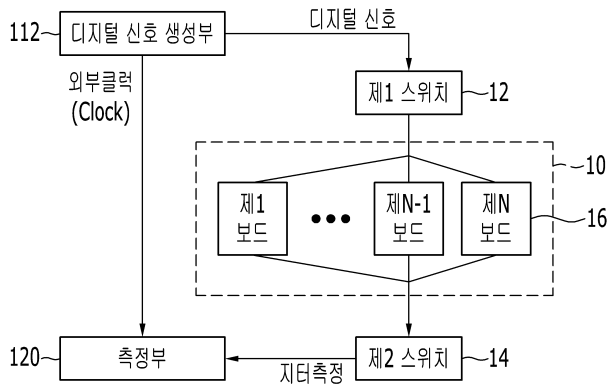 디지털 신호
112
디지털 신호 생성부
외부클럭
(Clock)
제1 스위치
12
10
제1
보드
제N-1
보드
제N
보드
16
120
측정부
지터측정
제2 스위치
14